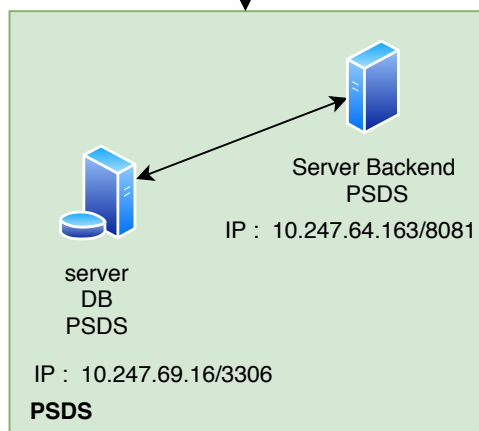 Server Backend
PSDS
IP :  10.247.64.163/8081
server
DB
PSDS
IP :  10.247.69.16/3306
PSDS